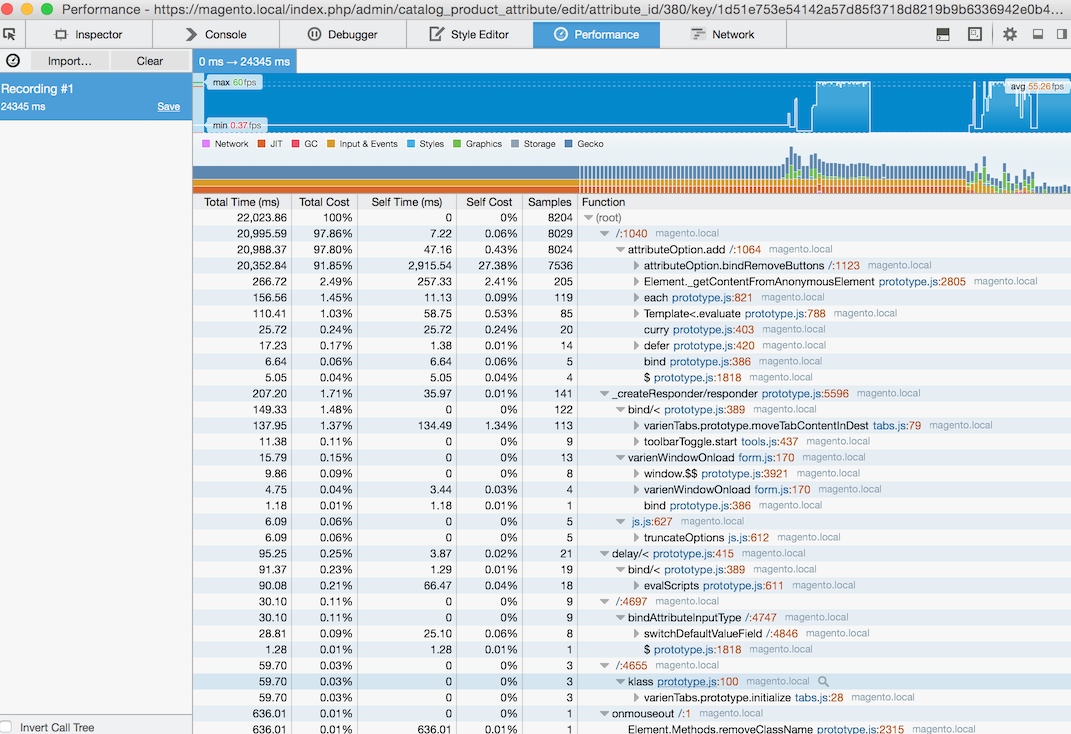 Performance - https://magento.local/index.php/admin/catalog_product_attribute/edit/attribute_id/380/key/1d51e753e54142a57d85f3718d8219b9b6336942e0b4...
Inspector Console Debugger Style Editor Performance Network
Import... Clear 0 ms → 24345 ms
Recording #1
24345 ms Save
max 60fps
avg 55.26fps
min 0.37fps
Network JIT GC Input & Events Styles Graphics Storage Gecko
Total Time (ms) Total Cost Self Time (ms) Self Cost Samples Function
22,023.86 100% 0 0% 8204 (root)
20,995.59 97.86% 7.22 0.06% 8029 /:1040 magento.local
20,988.37 97.80% 47.16 0.43% 8024 attributeOption.add /:1064 magento.local
20,352.84 91.85% 2,915.54 27.38% 7536 attributeOption.bindRemoveButtons /:1123 magento.local
266.72 2.49% 257.33 2.41% 205 Element._getContentFromAnonymousElement prototype.js:2805 magento.local
156.56 1.45% 11.13 0.09% 119 each prototype.js:821 magento.local
110.41 1.03% 58.75 0.53% 85 Template<.evaluate prototype.js:788 magento.local
25.72 0.24% 25.72 0.24% 20 curry prototype.js:403 magento.local
17.23 0.17% 1.38 0.01% 14 defer prototype.js:420 magento.local
6.64 0.06% 6.64 0.06% 5 bind prototype.js:386 magento.local
5.05 0.04% 5.05 0.04% 4 $ prototype.js:1818 magento.local
207.20 1.71% 35.97 0.01% 141 _createResponder/responder prototype.js:5596 magento.local
149.33 1.48% 0 0% 122 bind/< prototype.js:389 magento.local
137.95 1.37% 134.49 1.34% 113 varienTabs.prototype.moveTabContentInDest tabs.js:79 magento.local
11.38 0.11% 0 0% 9 toolbarToggle.start tools.js:437 magento.local
15.79 0.15% 0 0% 13 varienWindowOnload form.js:170 magento.local
9.86 0.09% 0 0% 8 window.$$ prototype.js:3921 magento.local
4.75 0.04% 3.44 0.03% 4 varienWindowOnload form.js:170 magento.local
1.18 0.01% 1.18 0.01% 1 bind prototype.js:386 magento.local
6.09 0.06% 0 0% 5 js.js:627 magento.local
6.09 0.06% 0 0% 5 truncateOptions js.js:612 magento.local
95.25 0.25% 3.87 0.02% 21 delay/< prototype.js:415 magento.local
91.37 0.23% 1.29 0.01% 19 bind/< prototype.js:389 magento.local
90.08 0.21% 66.47 0.04% 18 evalScripts prototype.js:611 magento.local
30.10 0.11% 0 0% 9 /:4697 magento.local
30.10 0.11% 0 0% 9 bindAttributeInputType /:4747 magento.local
28.81 0.09% 25.10 0.06% 8 switchDefaultValueField /:4846 magento.local
1.28 0.01% 1.28 0.01% 1 $ prototype.js:1818 magento.local
59.70 0.03% 0 0% 3 /:4655 magento.local
59.70 0.03% 0 0% 3 klass prototype.js:100 magento.local
59.70 0.03% 0 0% 3 varienTabs.prototype.initialize tabs.js:28 magento.local
636.01 0.01% 0 0% 1 onmouseout /:1 magento.local
636.01 0.01% 636.01 0.01% 1 Element.Methods.removeClassName prototype.js:2315 magento.local
Invert Call Tree